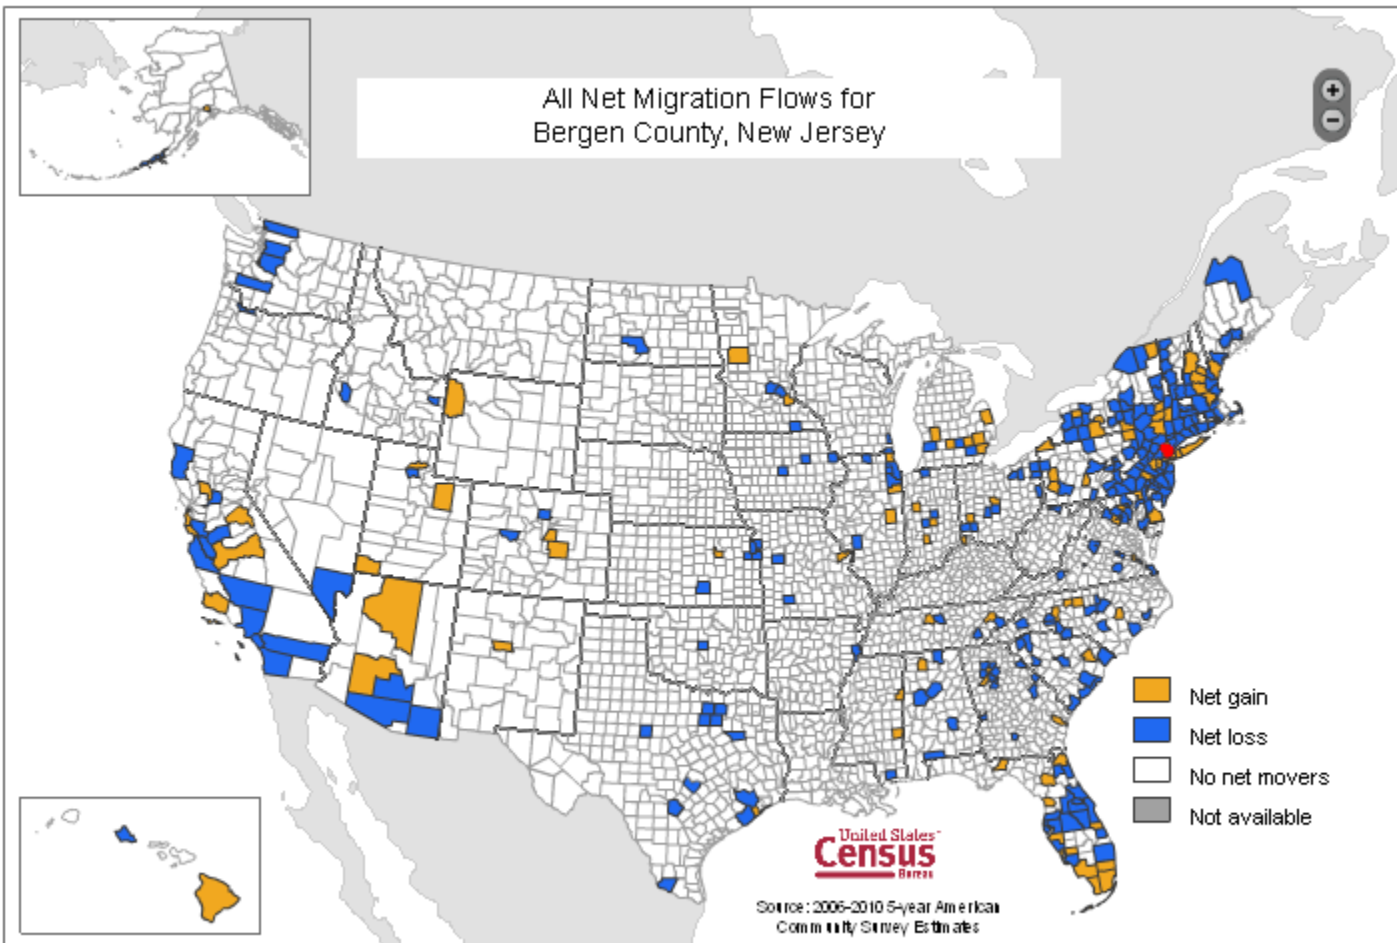 All Net Migration Flows for
Bergen County, New Jersey
+
−
Net gain
Net loss
No net movers
Not available
United States™
Census
Bureau
Source: 2006-2010 5-year American
Community Survey Estimates